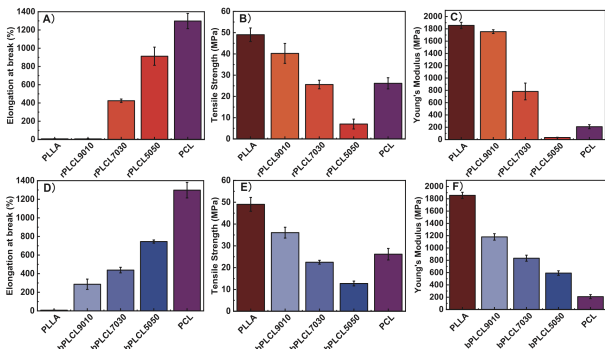 A)
Elongation at break (%)
1400
1200
1000
800
600
400
200
0
PLLA
rPLCL9010
rPLCL7030
rPLCL5050
PCL
B)
Tensile Strength (MPa)
60
50
40
30
20
10
0
PLLA
rPLCL9010
rPLCL7030
rPLCL5050
PCL
C)
Young's Modulus (MPa)
2000
1800
1600
1400
1200
1000
800
600
400
200
0
PLLA
rPLCL9010
rPLCL7030
rPLCL5050
PCL
D)
Elongation at break (%)
1400
1200
1000
800
600
400
200
0
PLLA
bPLCL9010
bPLCL7030
bPLCL5050
PCL
E)
Tensile Strength (MPa)
60
50
40
30
20
10
0
PLLA
bPLCL9010
bPLCL7030
bPLCL5050
PCL
F)
Young's Modulus (MPa)
2000
1800
1600
1400
1200
1000
800
600
400
200
0
PLLA
bPLCL9010
bPLCL7030
bPLCL5050
PCL